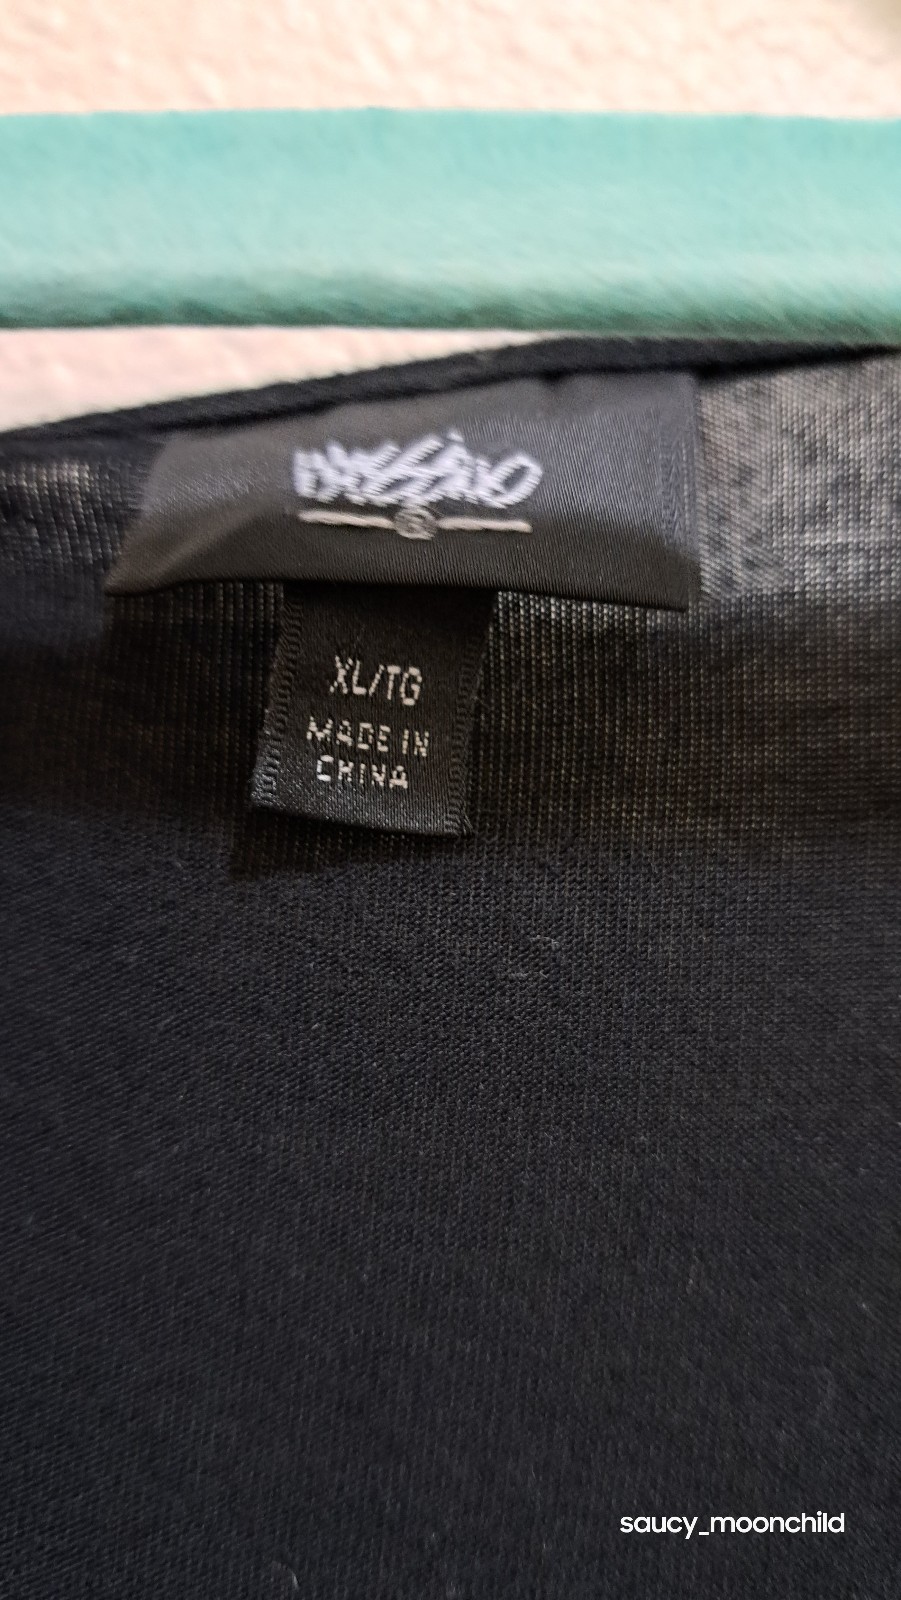 Mossimo
XL/TG
MADE IN
CHINA
saucy_moonchild